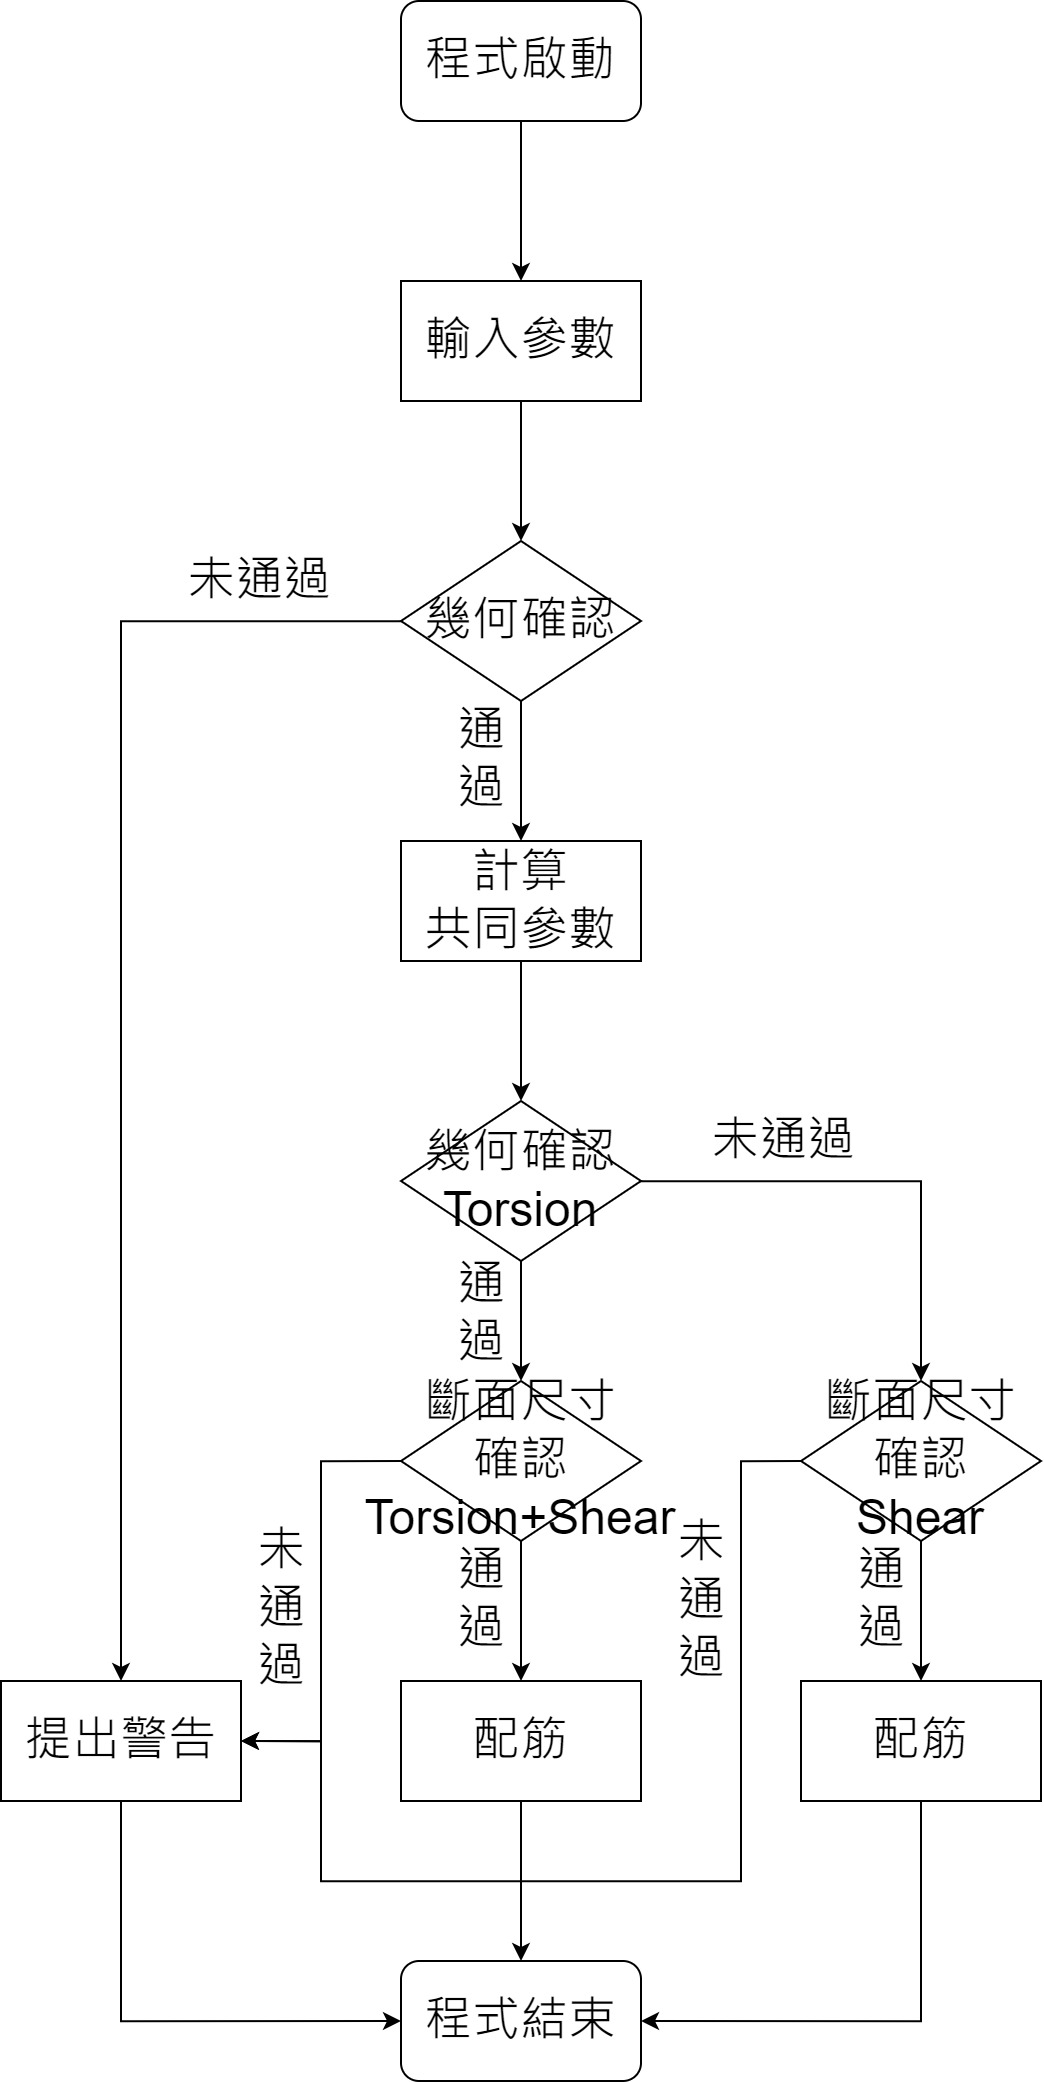 程式啟動
輸入參數
未通過
幾何確認
通
過
計算
共同參數
幾何確認
Torsion
未通過
通
過
斷面尺寸
確認
Torsion+Shear
斷面尺寸
確認
Shear
未
通
過
通
過
未
通
過
通
過
提出警告
配筋
配筋
程式結束